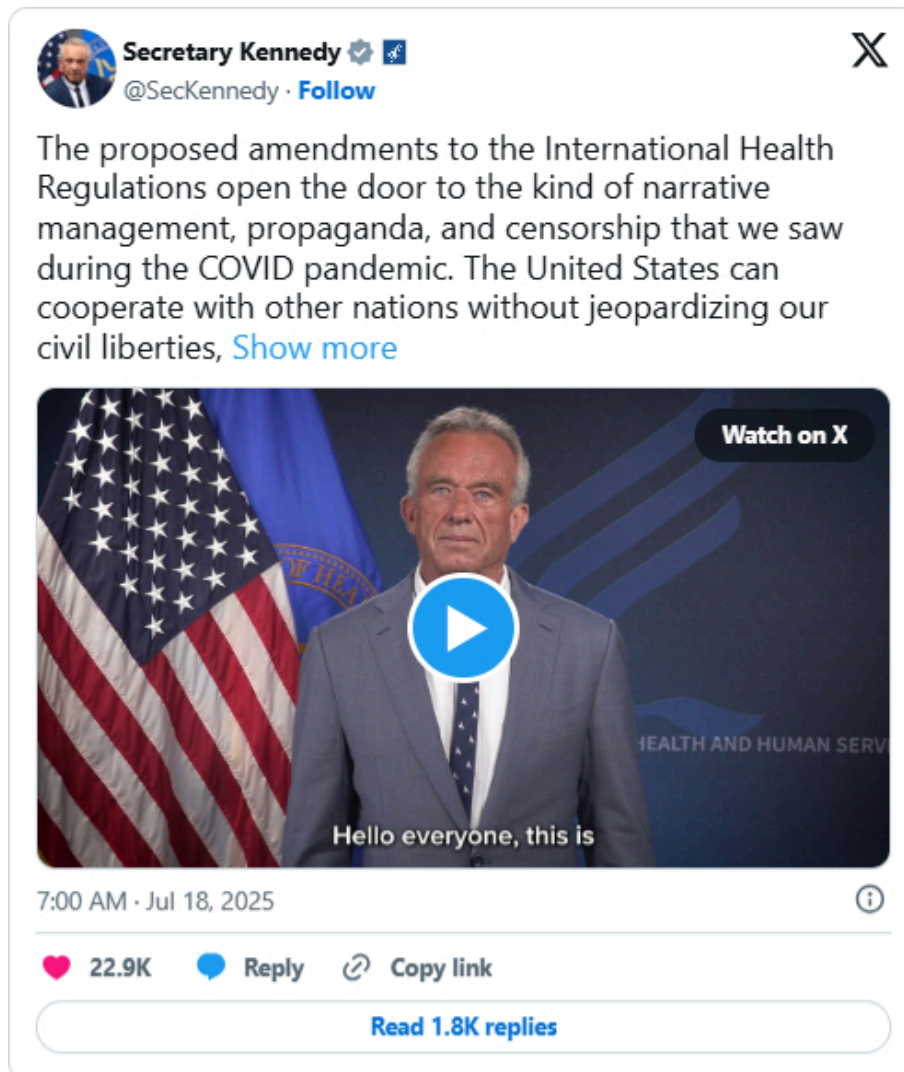 Secretary Kennedy
@SecKennedy · Follow
The proposed amendments to the International Health
Regulations open the door to the kind of narrative
management, propaganda, and censorship that we saw
during the COVID pandemic. The United States can
cooperate with other nations without jeopardizing our
civil liberties, Show more
Watch on X
OF HEA
HEALTH AND HUMAN SERV
Hello everyone, this is
7:00 AM · Jul 18, 2025
22.9K Reply Copy link
Read 1.8K replies